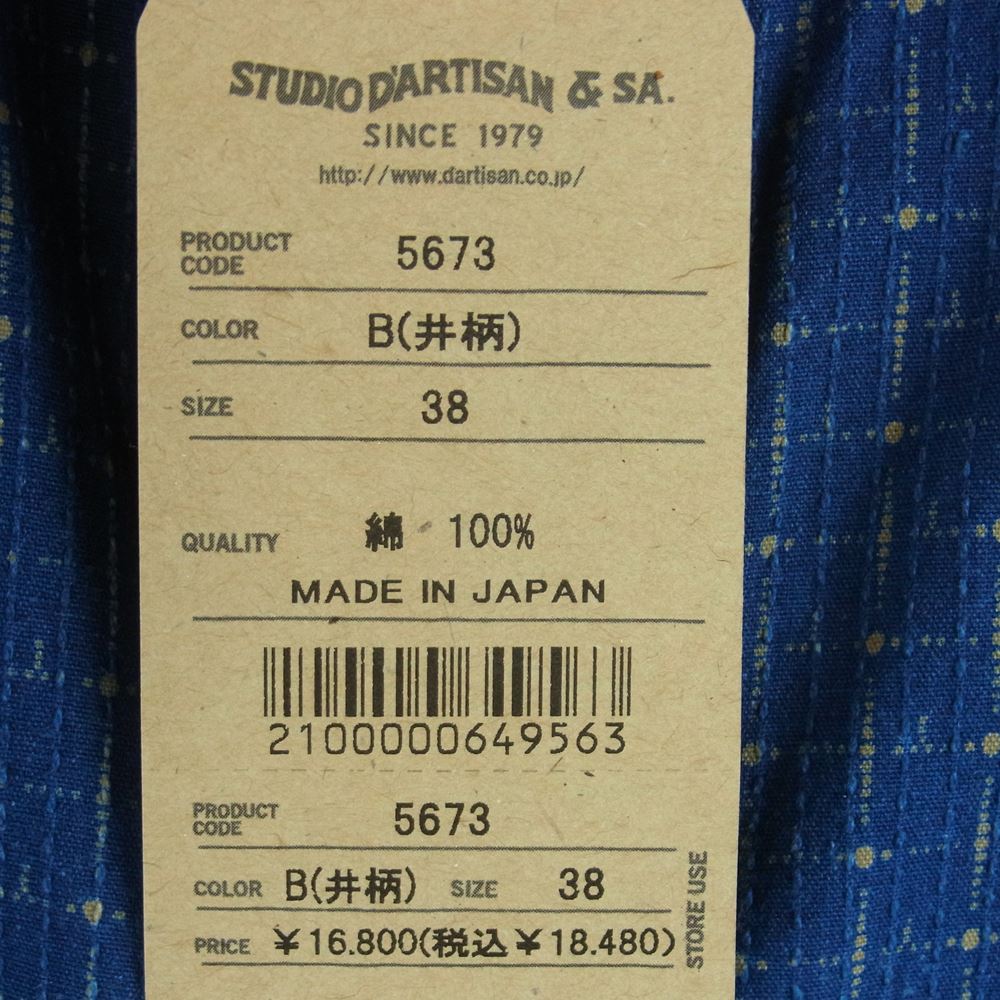 STUDIO D'ARTISAN & SA.
SINCE 1979
http://www.dartisan.co.jp/
PRODUCT CODE 5673
COLOR B(井柄)
SIZE 38
QUALITY 綿 100%
MADE IN JAPAN
2100000649563
PRODUCT CODE 5673
COLOR B(井柄) SIZE 38
PRICE ¥16.800(税込¥18.480)
STORE USE